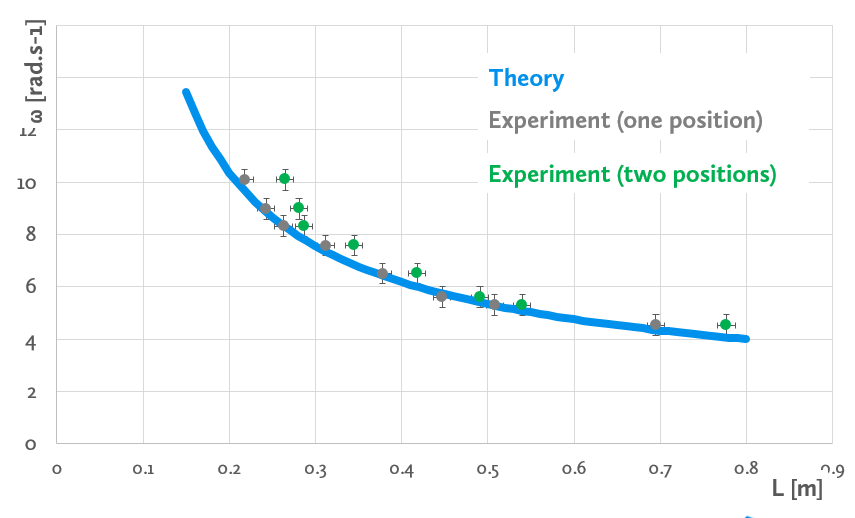 ω [rad.s-1]
Theory
Experiment (one position)
Experiment (two positions)
12
10
8
6
4
2
0
0 0.1 0.2 0.3 0.4 0.5 0.6 0.7 0.8 0.9
L [m]